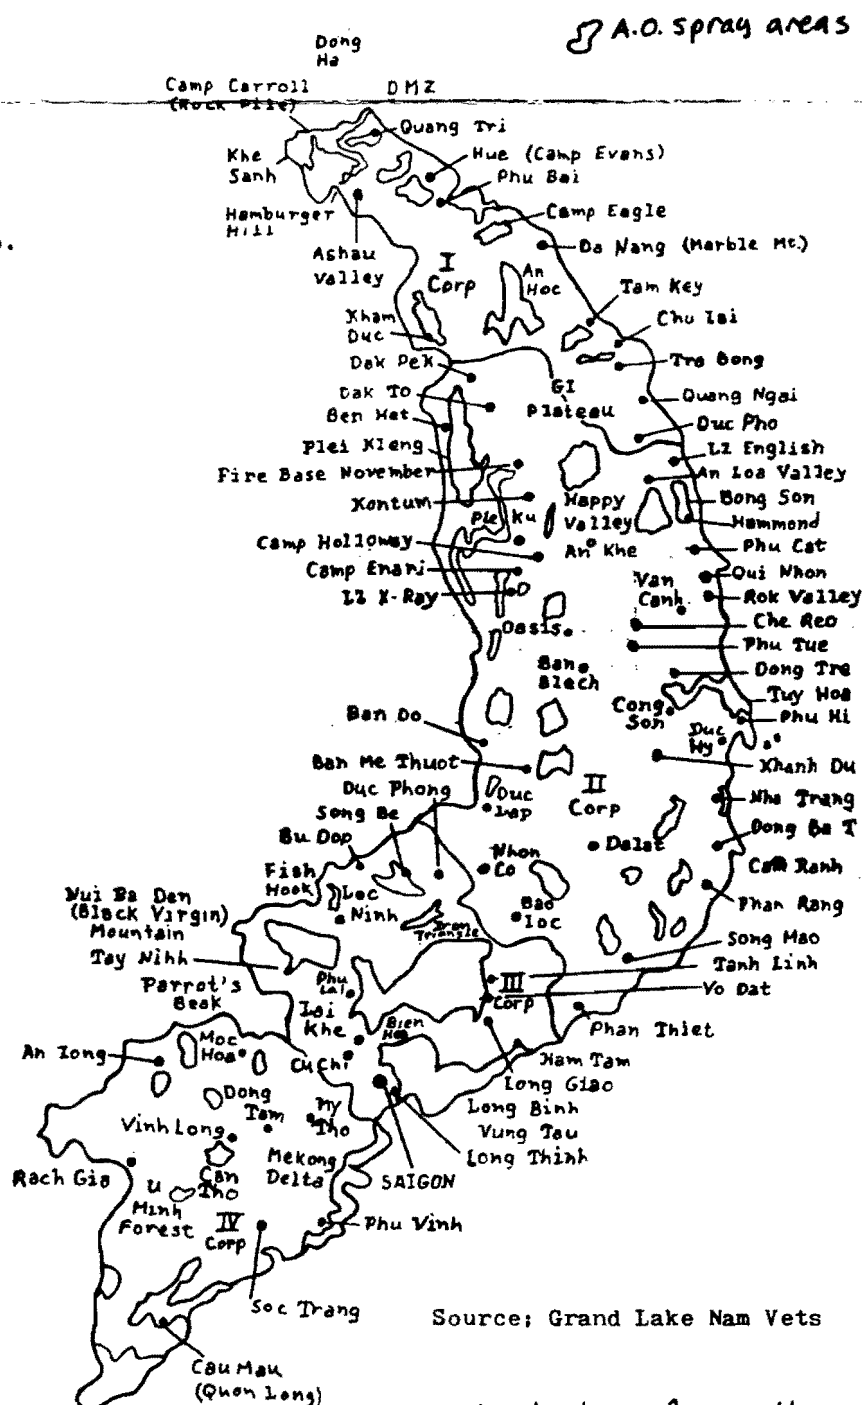 A.O. spray areas
Dong
Ha
Camp Carroll
(Rock Pile)
DMZ
Quang Tri
Khe
Sanh
Hue (Camp Evans)
Phu Bai
Hamburger
Hill
Camp Eagle
Ashau
Valley
Da Nang (Marble Mt.)
I
Corp
An
Hoc
Tam Key
Kham
Duc
Chu Lai
Dak Pek
Tra Bong
GI
Plateau
Dak To
Quang Ngai
Ben Het
Duc Pho
Plei Kleng
LZ English
Fire Base November
An Loa Valley
Kontum
Happy
Valley
Bong Son
Hammond
Pleiku
Camp Holloway
An Khe
Phu Cat
Camp Enari
Qui Nhon
LZ X-Ray
Van
Canh
Rok Valley
Oasis
Che Reo
Phu Tue
Ban
Blech
Dong Tre
Tuy Hoa
Cong
Son
Phu Hi
Ban Do
Duc
My
Ban Me Thuot
Khanh Du
Duc Phong
Duc
Lap
II
Corp
Nha Trang
Song Be
Dong Ba T
Bu Dop
Dalat
Nhon
Co
Cam Ranh
Fish
Hook
Loc
Ninh
Phan Rang
Nui Ba Den
(Black Virgin)
Mountain
Bao
Loc
Iron
Triangle
Song Mao
Tay Ninh
Tanh Linh
Phu
Lai
III
Corp
Vo Dat
Parrot's
Beak
Lai
Khe
Bien
Hoa
Phan Thiet
Moc
Hoa
An Long
Cu Chi
Ham Tam
Long Giao
Dong
Tam
My
Tho
Long Binh
Vinh Long
Vung Tau
Mekong
Delta
Long Thinh
Rach Gia
Can
Tho
SAIGON
U
Minh
Forest
IV
Corp
Phu Vinh
Soc Trang
Source; Grand Lake Nam Vets
Cau Mau
(Quon Long)